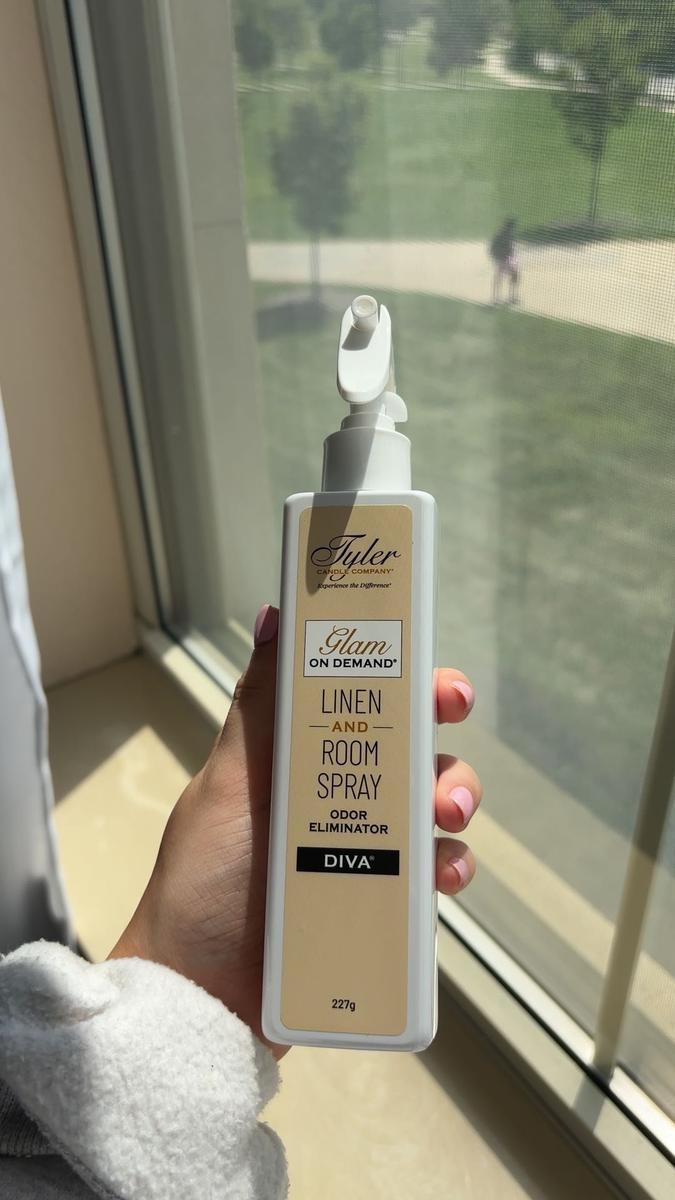 Tyler
CANDLE COMPANY®
Experience the Difference®
Glam
ON DEMAND®
LINEN
AND
ROOM
SPRAY
ODOR
ELIMINATOR
DIVA®
227g